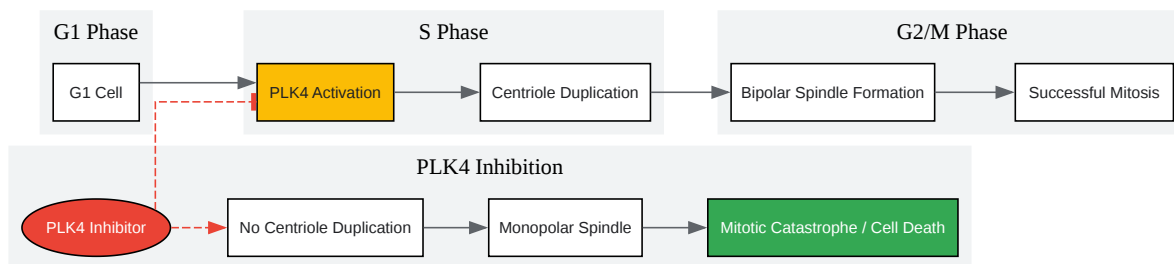 G1 Phase
S Phase
G2/M Phase
G1 Cell
PLK4 Activation
Centriole Duplication
Bipolar Spindle Formation
Successful Mitosis
PLK4 Inhibition
PLK4 Inhibitor
No Centriole Duplication
Monopolar Spindle
Mitotic Catastrophe / Cell Death